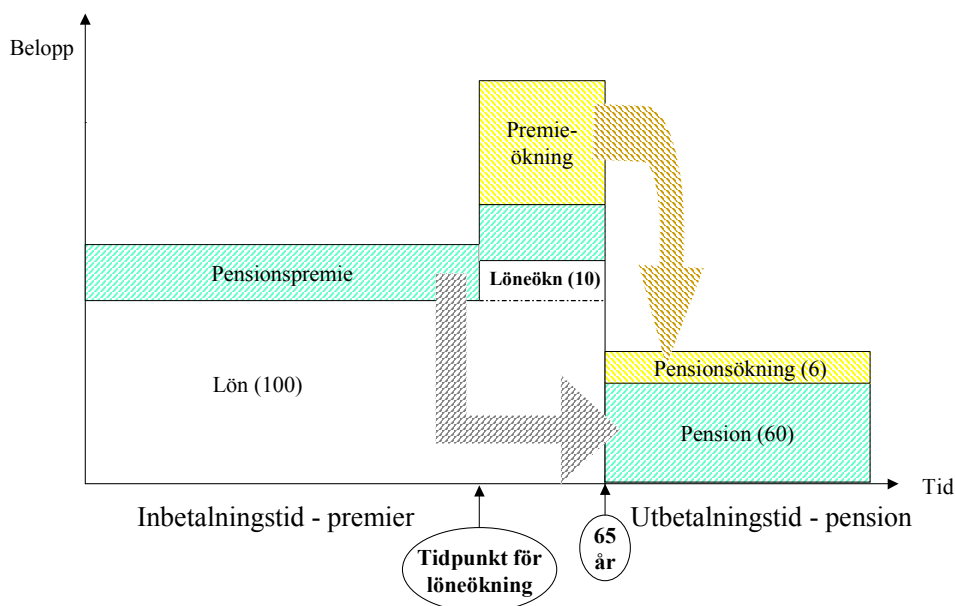 Belopp
Premie-
ökning
Pensionspremie
Löneökn (10)
Lön (100)
Pensionsökning (6)
Pension (60)
Tid
Inbetalningstid - premier
Utbetalningstid - pension
Tidpunkt för
löneökning
65
år